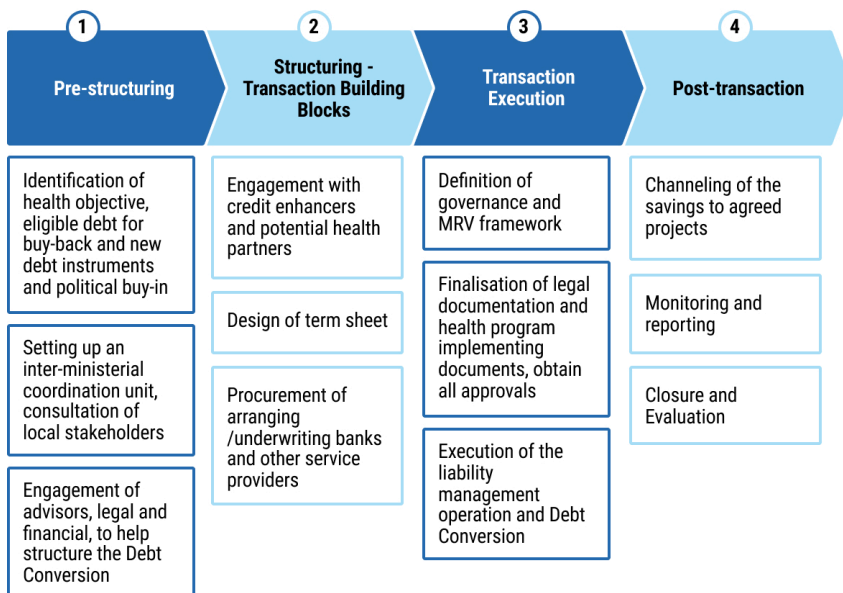 1
Pre-structuring
2
Structuring -
Transaction Building
Blocks
3
Transaction
Execution
4
Post-transaction
Identification of
health objective,
eligible debt for
buy-back and new
debt instruments
and political buy-in
Setting up an
inter-ministerial
coordination unit,
consultation of
local stakeholders
Engagement of
advisors, legal and
financial, to help
structure the Debt
Conversion
Engagement with
credit enhancers
and potential health
partners
Design of term sheet
Procurement of
arranging
/underwriting banks
and other service
providers
Definition of
governance and
MRV framework
Finalisation of legal
documentation and
health program
implementing
documents, obtain
all approvals
Execution of the
liability
management
operation and Debt
Conversion
Channeling of the
savings to agreed
projects
Monitoring and
reporting
Closure and
Evaluation